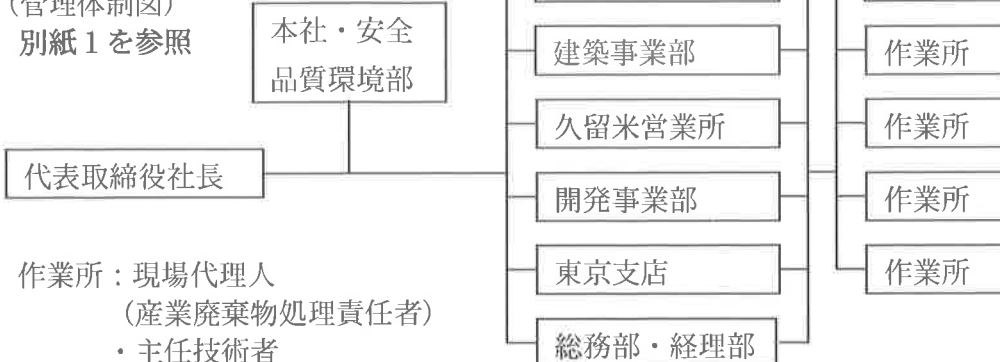 （管理体制図）
別紙１を参照
本社・安全
品質環境部
代表取締役社長
建築事業部
久留米営業所
開発事業部
東京支店
総務部・経理部
作業所
作業所
作業所
作業所
作業所：現場代理人
（産業廃棄物処理責任者）
・主任技術者